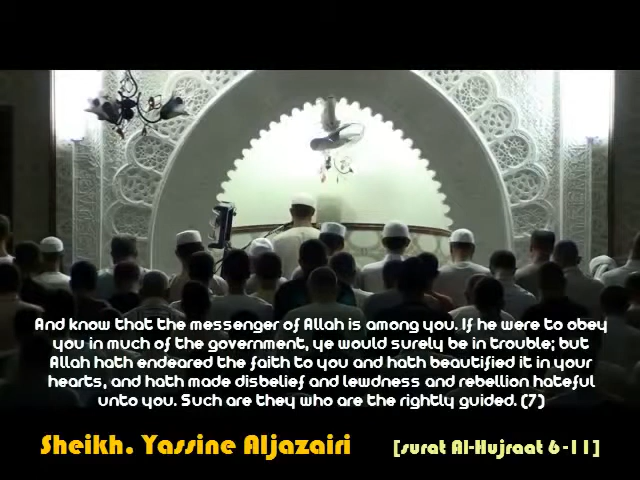 And know that the messenger of Allah is among you. If he were to obey
you in much of the government, ye would surely be in trouble; but
Allah hath endeared the faith to you and hath beautified it in your
hearts, and hath made disbelief and lewdness and rebellion hateful
unto you. Such are they who are the rightly guided. (7)
Sheikh. Yassine Aljazairi [surat Al-Hujraat 6-11]